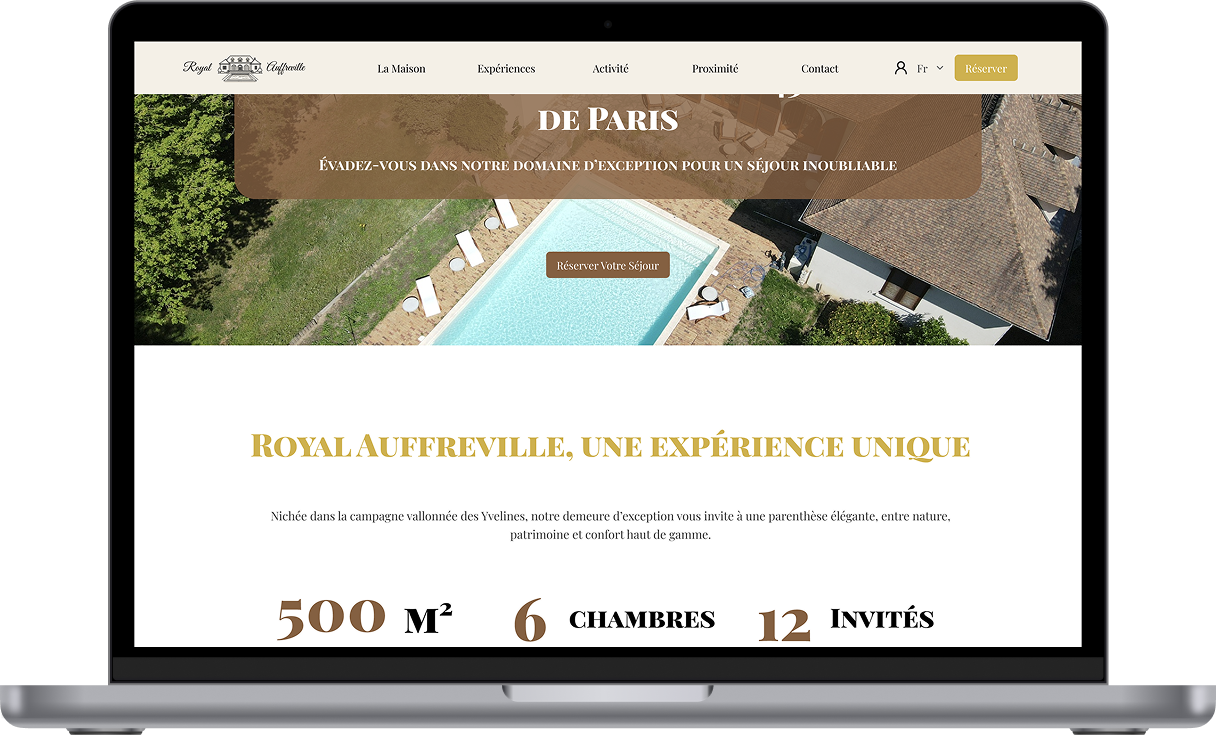 Royal Auffreville
La Maison
Expériences
Activité
Proximité
Contact
Fr
Réserver
DE PARIS
ÉVADEZ-VOUS DANS NOTRE DOMAINE D'EXCEPTION POUR UN SÉJOUR INOUBLIABLE
Réserver Votre Séjour
ROYAL AUFFREVILLE, UNE EXPÉRIENCE UNIQUE
Nichée dans la campagne vallonnée des Yvelines, notre demeure d'exception vous invite à une parenthèse élégante, entre nature,
patrimoine et confort haut de gamme.
500 M² 6 CHAMBRES 12 INVITÉS